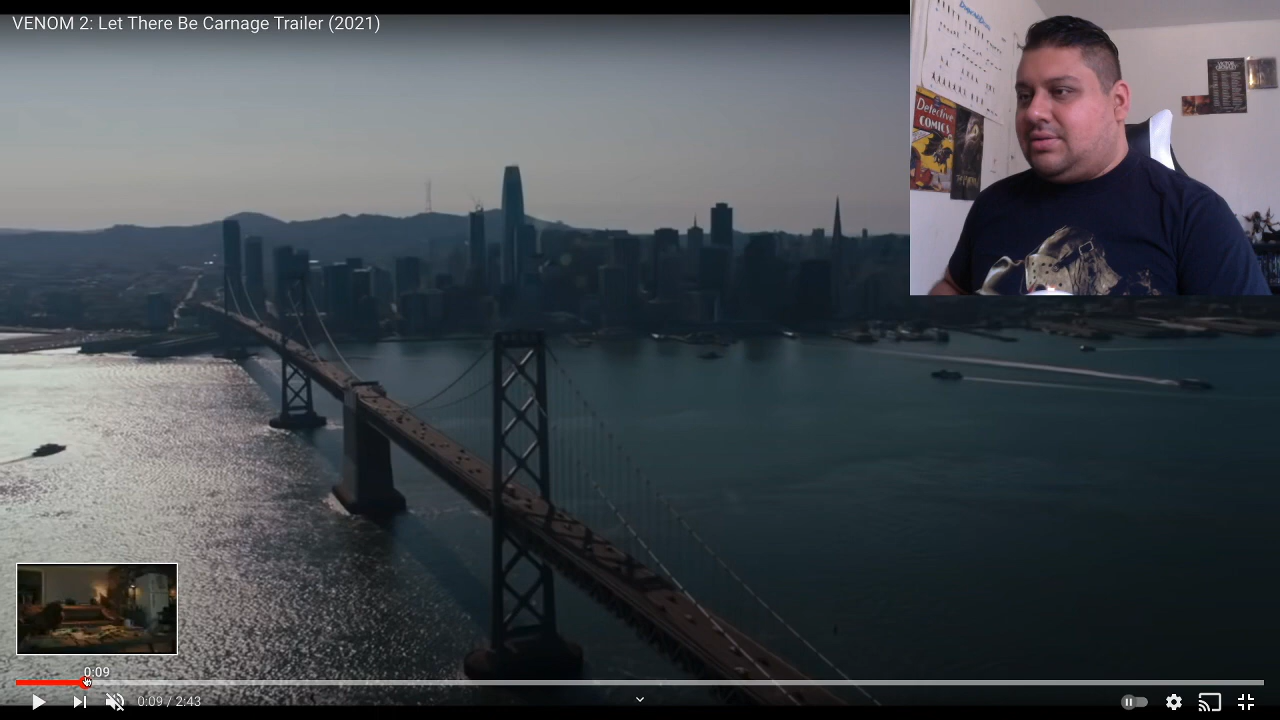 VENOM 2: Let There Be Carnage Trailer (2021)
Detective
COMICS
0:09
0:09 / 2:43